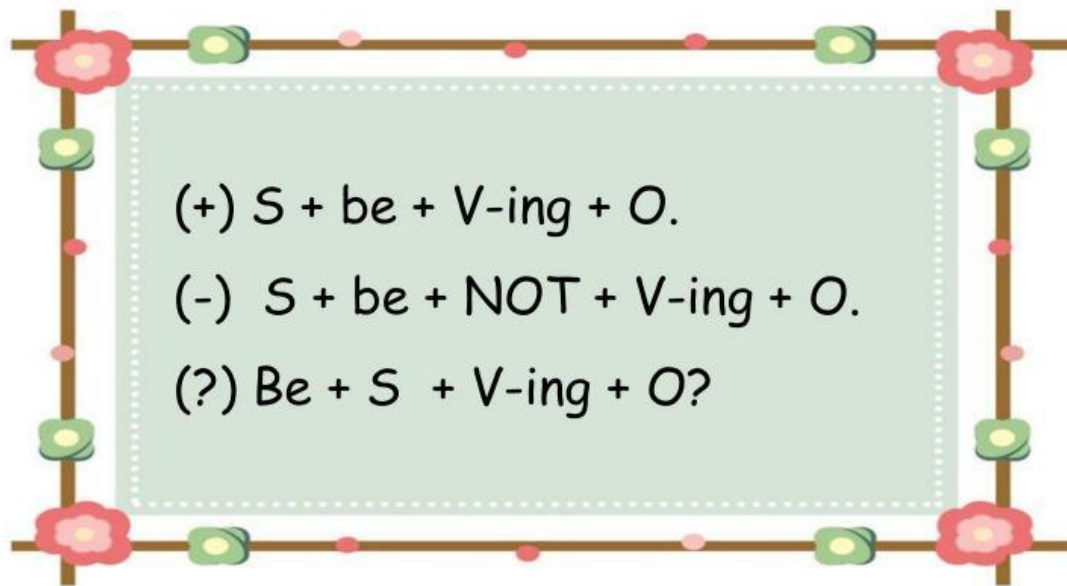 (+) S + be + V-ing + O.
(-) S + be + NOT + V-ing + O.
(?) Be + S + V-ing + O?